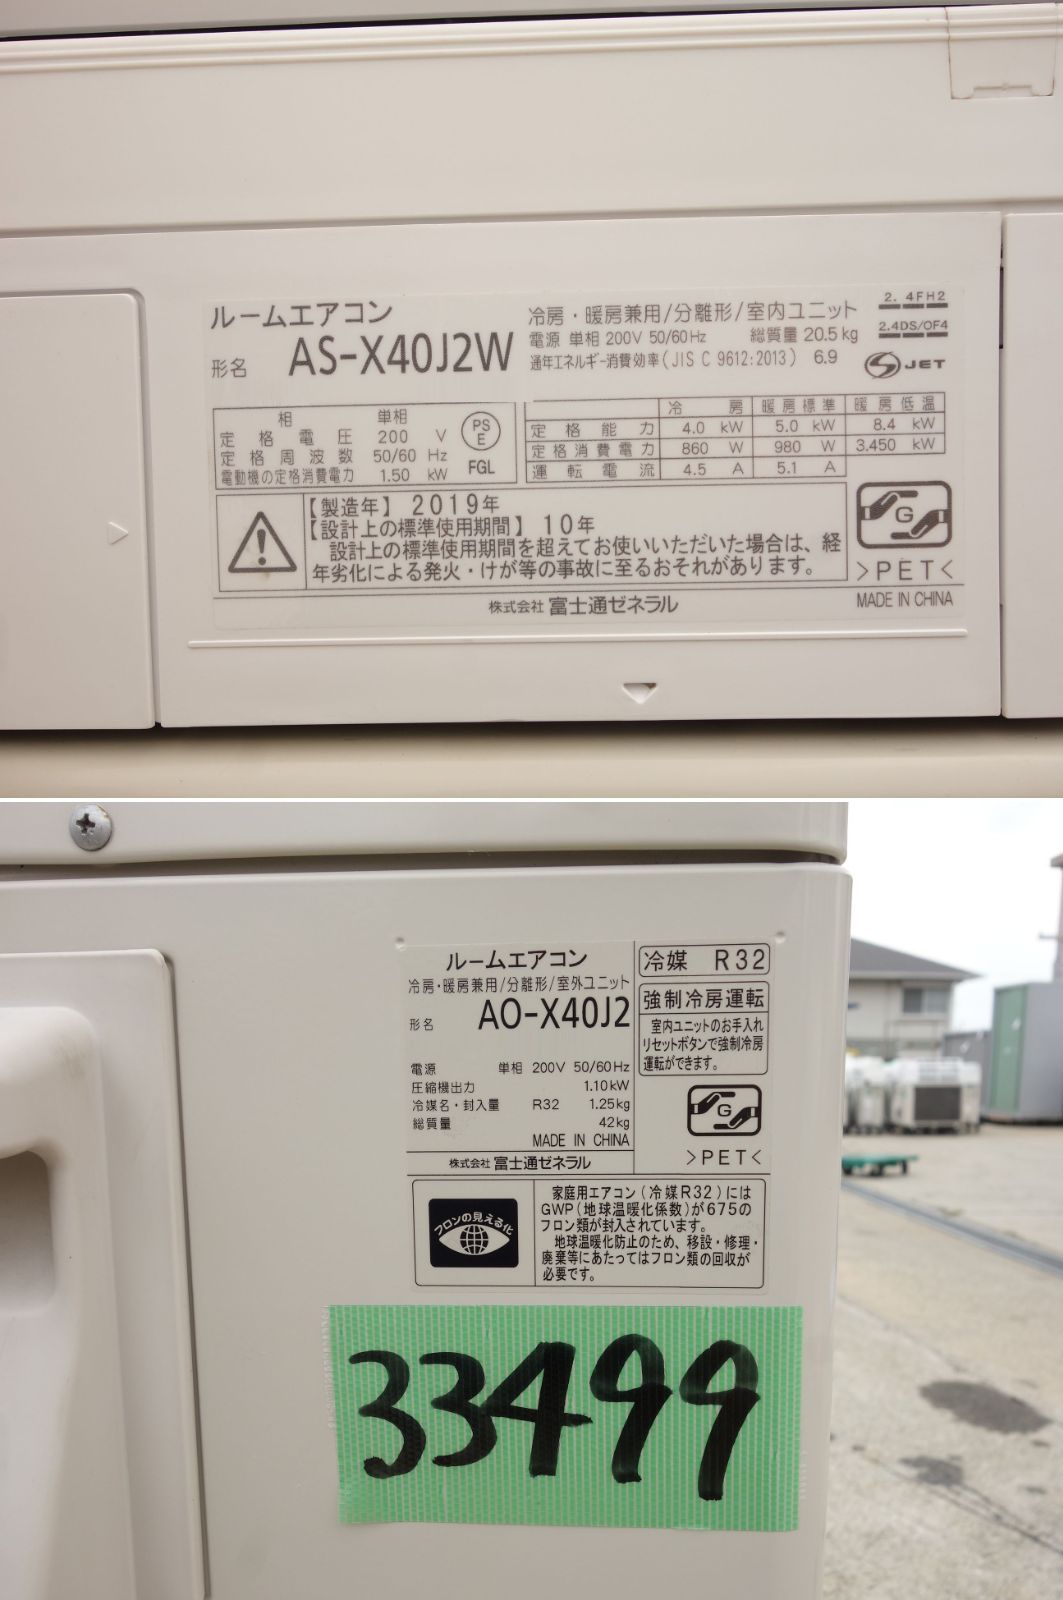 ルームエアコン
形名 AS-X40J2W
冷房・暖房兼用/分離形/室内ユニット
電源 単相 200V 50/60Hz 総質量 20.5kg
通年エネルギー消費効率(JIS C 9612:2013) 6.9
2.4FH2
2.4DS/OF4
JET
相 単相
定格電圧 200 V
定格周波数 50/60 Hz
電動機の定格消費電力 1.50 kW
PS
E
FGL
冷房 暖房標準 暖房低温
定格能力 4.0 kW 5.0 kW 8.4 kW
定格消費電力 860 W 980 W 3.450 kW
運転電流 4.5 A 5.1 A
【製造年】 2019年
【設計上の標準使用期間】 10年
設計上の標準使用期間を超えてお使いいただいた場合は、経
年劣化による発火・けが等の事故に至るおそれがあります。
G
>PET<
株式会社 富士通ゼネラル
MADE IN CHINA
ルームエアコン
冷房・暖房兼用/分離形/室外ユニット
形名 AO-X40J2
電源 単相 200V 50/60Hz
圧縮機出力 1.10kW
冷媒名・封入量 R32 1.25kg
総質量 42kg
MADE IN CHINA
株式会社 富士通ゼネラル
冷媒 R32
強制冷房運転
室内ユニットのお手入れ
リセットボタンで強制冷房
運転ができます。
G
>PET<
フロンの見える化
家庭用エアコン(冷媒R32)には
GWP(地球温暖化係数)が675の
フロン類が封入されています。
地球温暖化防止のため、移設・修理・
廃棄等にあたってはフロン類の回収が
必要です。
33499